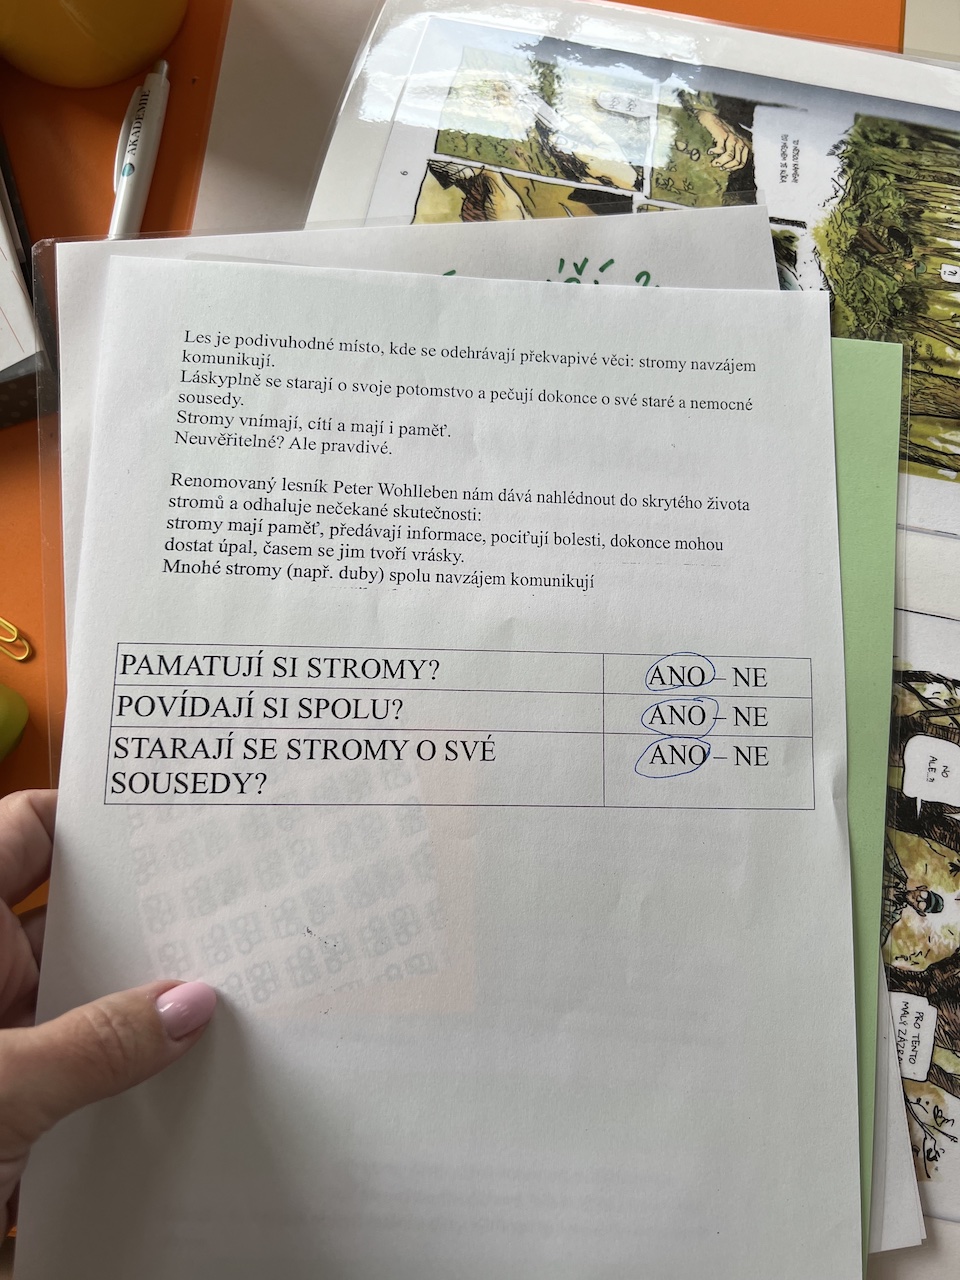 AKADEMIE
Les je podivuhodné místo, kde se odehrávají překvapivé věci: stromy navzájem
komunikují.
Láskyplně se starají o svoje potomstvo a pečují dokonce o své staré a nemocné
sousedy.
Stromy vnímají, cítí a mají i paměť.
Neuvěřitelné? Ale pravdivé.
Renomovaný lesník Peter Wohlleben nám dává nahlédnout do skrytého života
stromů a odhaluje nečekané skutečnosti:
stromy mají paměť, předávají informace, pociťují bolesti, dokonce mohou
dostat úpal, časem se jim tvoří vrásky.
Mnohé stromy (např. duby) spolu navzájem komunikují
PAMATUJÍ SI STROMY? ANO – NE
POVÍDAJÍ SI SPOLU? ANO – NE
STARAJÍ SE STROMY O SVÉ ANO – NE
SOUSEDY?
NO
ALE..?
PRO TENTO
MALÝ